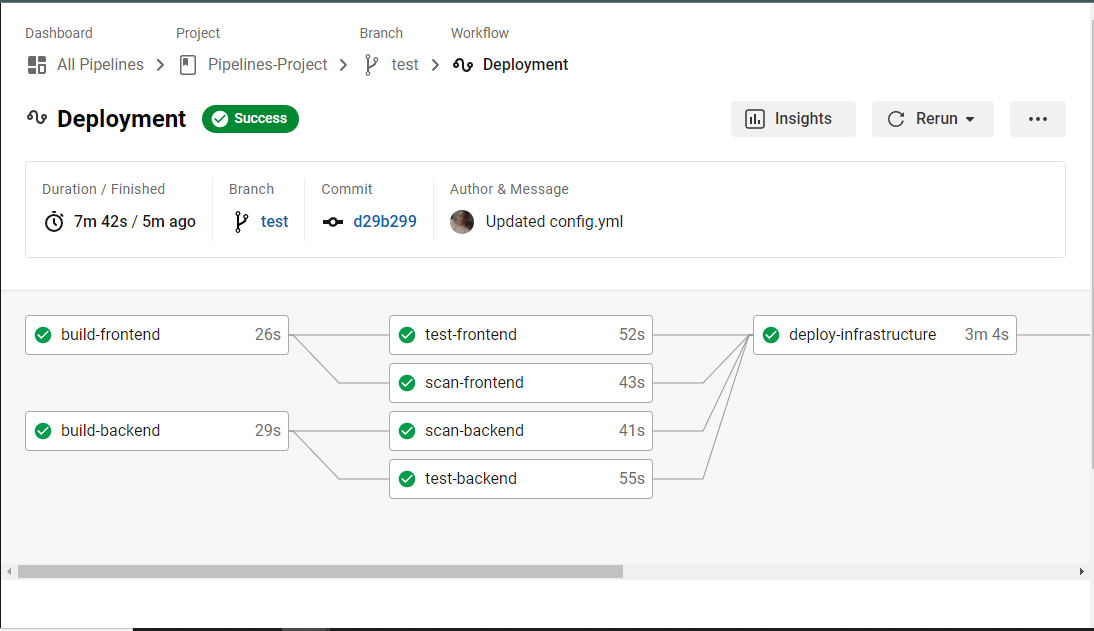 Dashboard Project Branch Workflow
All Pipelines Pipelines-Project test Deployment
Deployment Success Insights Rerun
Duration / Finished Branch Commit Author & Message
7m 42s / 5m ago test d29b299 Updated config.yml
build-frontend 26s test-frontend 52s deploy-infrastructure 3m 4s
scan-frontend 43s
build-backend 29s scan-backend 41s
test-backend 55s